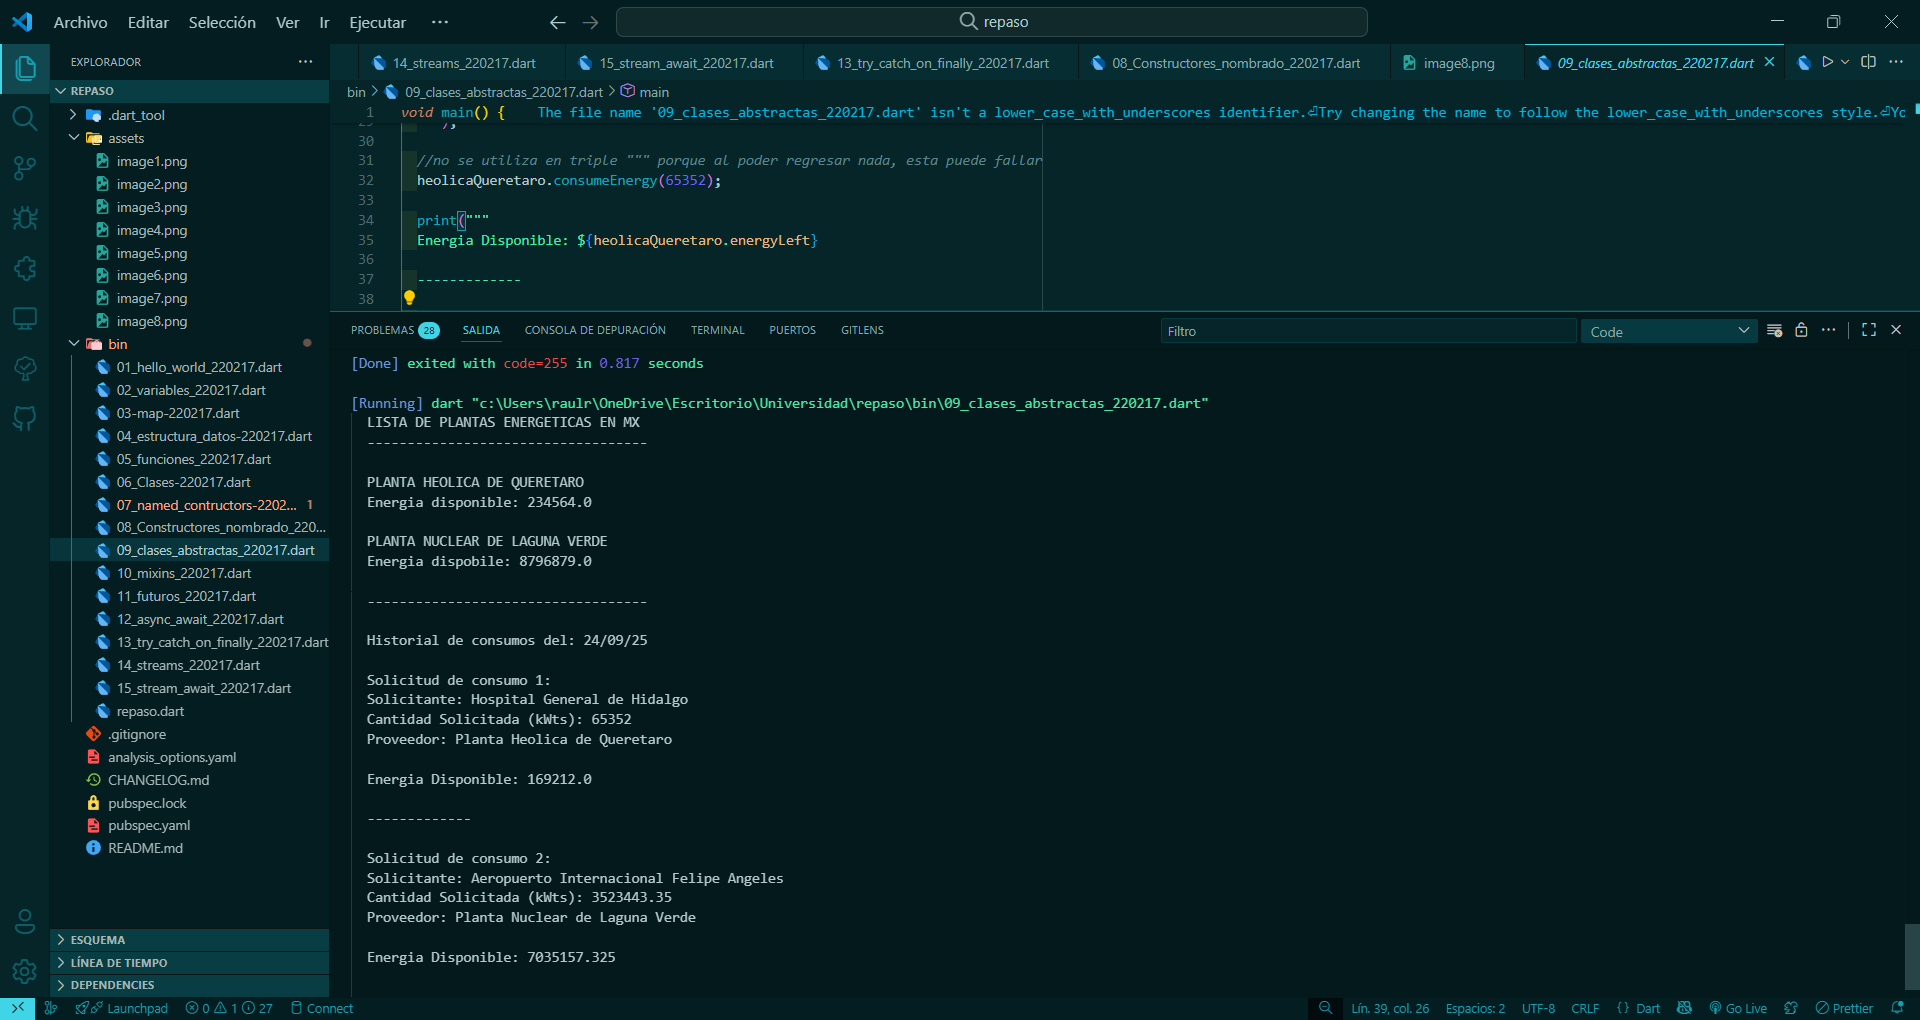 Archivo Editar Selección Ver Ir Ejecutar ···
repaso
EXPLORADOR
14_streams_220217.dart 15_stream_await_220217.dart 13_try_catch_on_finally_220217.dart 08_Constructores_nombrado_220217.dart image8.png 09_clases_abstractas_220217.dart
REPASO
.dart_tool
assets
image1.png
image2.png
image3.png
image4.png
image5.png
image6.png
image7.png
image8.png
bin
01_hello_world_220217.dart
02_variables_220217.dart
03-map-220217.dart
04_estructura_datos-220217.dart
05_funciones_220217.dart
06_Clases-220217.dart
07_named_contructors-2202... 1
08_Constructores_nombrado_220...
09_clases_abstractas_220217.dart
10_mixins_220217.dart
11_futuros_220217.dart
12_async_await_220217.dart
13_try_catch_on_finally_220217.dart
14_streams_220217.dart
15_stream_await_220217.dart
repaso.dart
.gitignore
analysis_options.yaml
CHANGELOG.md
pubspec.lock
pubspec.yaml
README.md
ESQUEMA
LÍNEA DE TIEMPO
DEPENDENCIES
bin > 09_clases_abstractas_220217.dart > main
1 void main() { The file name '09_clases_abstractas_220217.dart' isn't a lower_case_with_underscores identifier.⏎Try changing the name to follow the lower_case_with_underscores style.⏎Yo
29 );
30
31 //no se utiliza en triple """ porque al poder regresar nada, esta puede fallar
32 heolicaQueretaro.consumeEnergy(65352);
33
34 print("""
35 Energia Disponible: ${heolicaQueretaro.energyLeft}
36
37 -------------
38
PROBLEMAS 28 SALIDA CONSOLA DE DEPURACIÓN TERMINAL PUERTOS GITLENS
Filtro
Code
[Done] exited with code=255 in 0.817 seconds
[Running] dart "c:\Users\raulr\OneDrive\Escritorio\Universidad\repaso\bin\09_clases_abstractas_220217.dart"
LISTA DE PLANTAS ENERGETICAS EN MX
-----------------------------------
PLANTA HEOLICA DE QUERETARO
Energia disponible: 234564.0
PLANTA NUCLEAR DE LAGUNA VERDE
Energia dispobile: 8796879.0
-----------------------------------
Historial de consumos del: 24/09/25
Solicitud de consumo 1:
Solicitante: Hospital General de Hidalgo
Cantidad Solicitada (kWts): 65352
Proveedor: Planta Heolica de Queretaro
Energia Disponible: 169212.0
-------------
Solicitud de consumo 2:
Solicitante: Aeropuerto Internacional Felipe Angeles
Cantidad Solicitada (kWts): 3523443.35
Proveedor: Planta Nuclear de Laguna Verde
Energia Disponible: 7035157.325
Launchpad 0 1 27 Connect
Lín. 39, col. 26 Espacios: 2 UTF-8 CRLF {} Dart Go Live Prettier